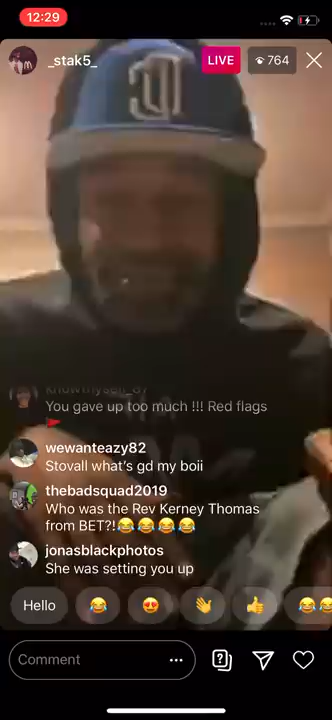 12:29
_stak5_
LIVE
764
knowthyself_87
You gave up too much !!! Red flags
🚩
wewanteazy82
Stovall what's gd my boii
thebadsquad2019
Who was the Rev Kerney Thomas
from BET?!😂😂😂😂
jonasblackphotos
She was setting you up
Hello
Comment